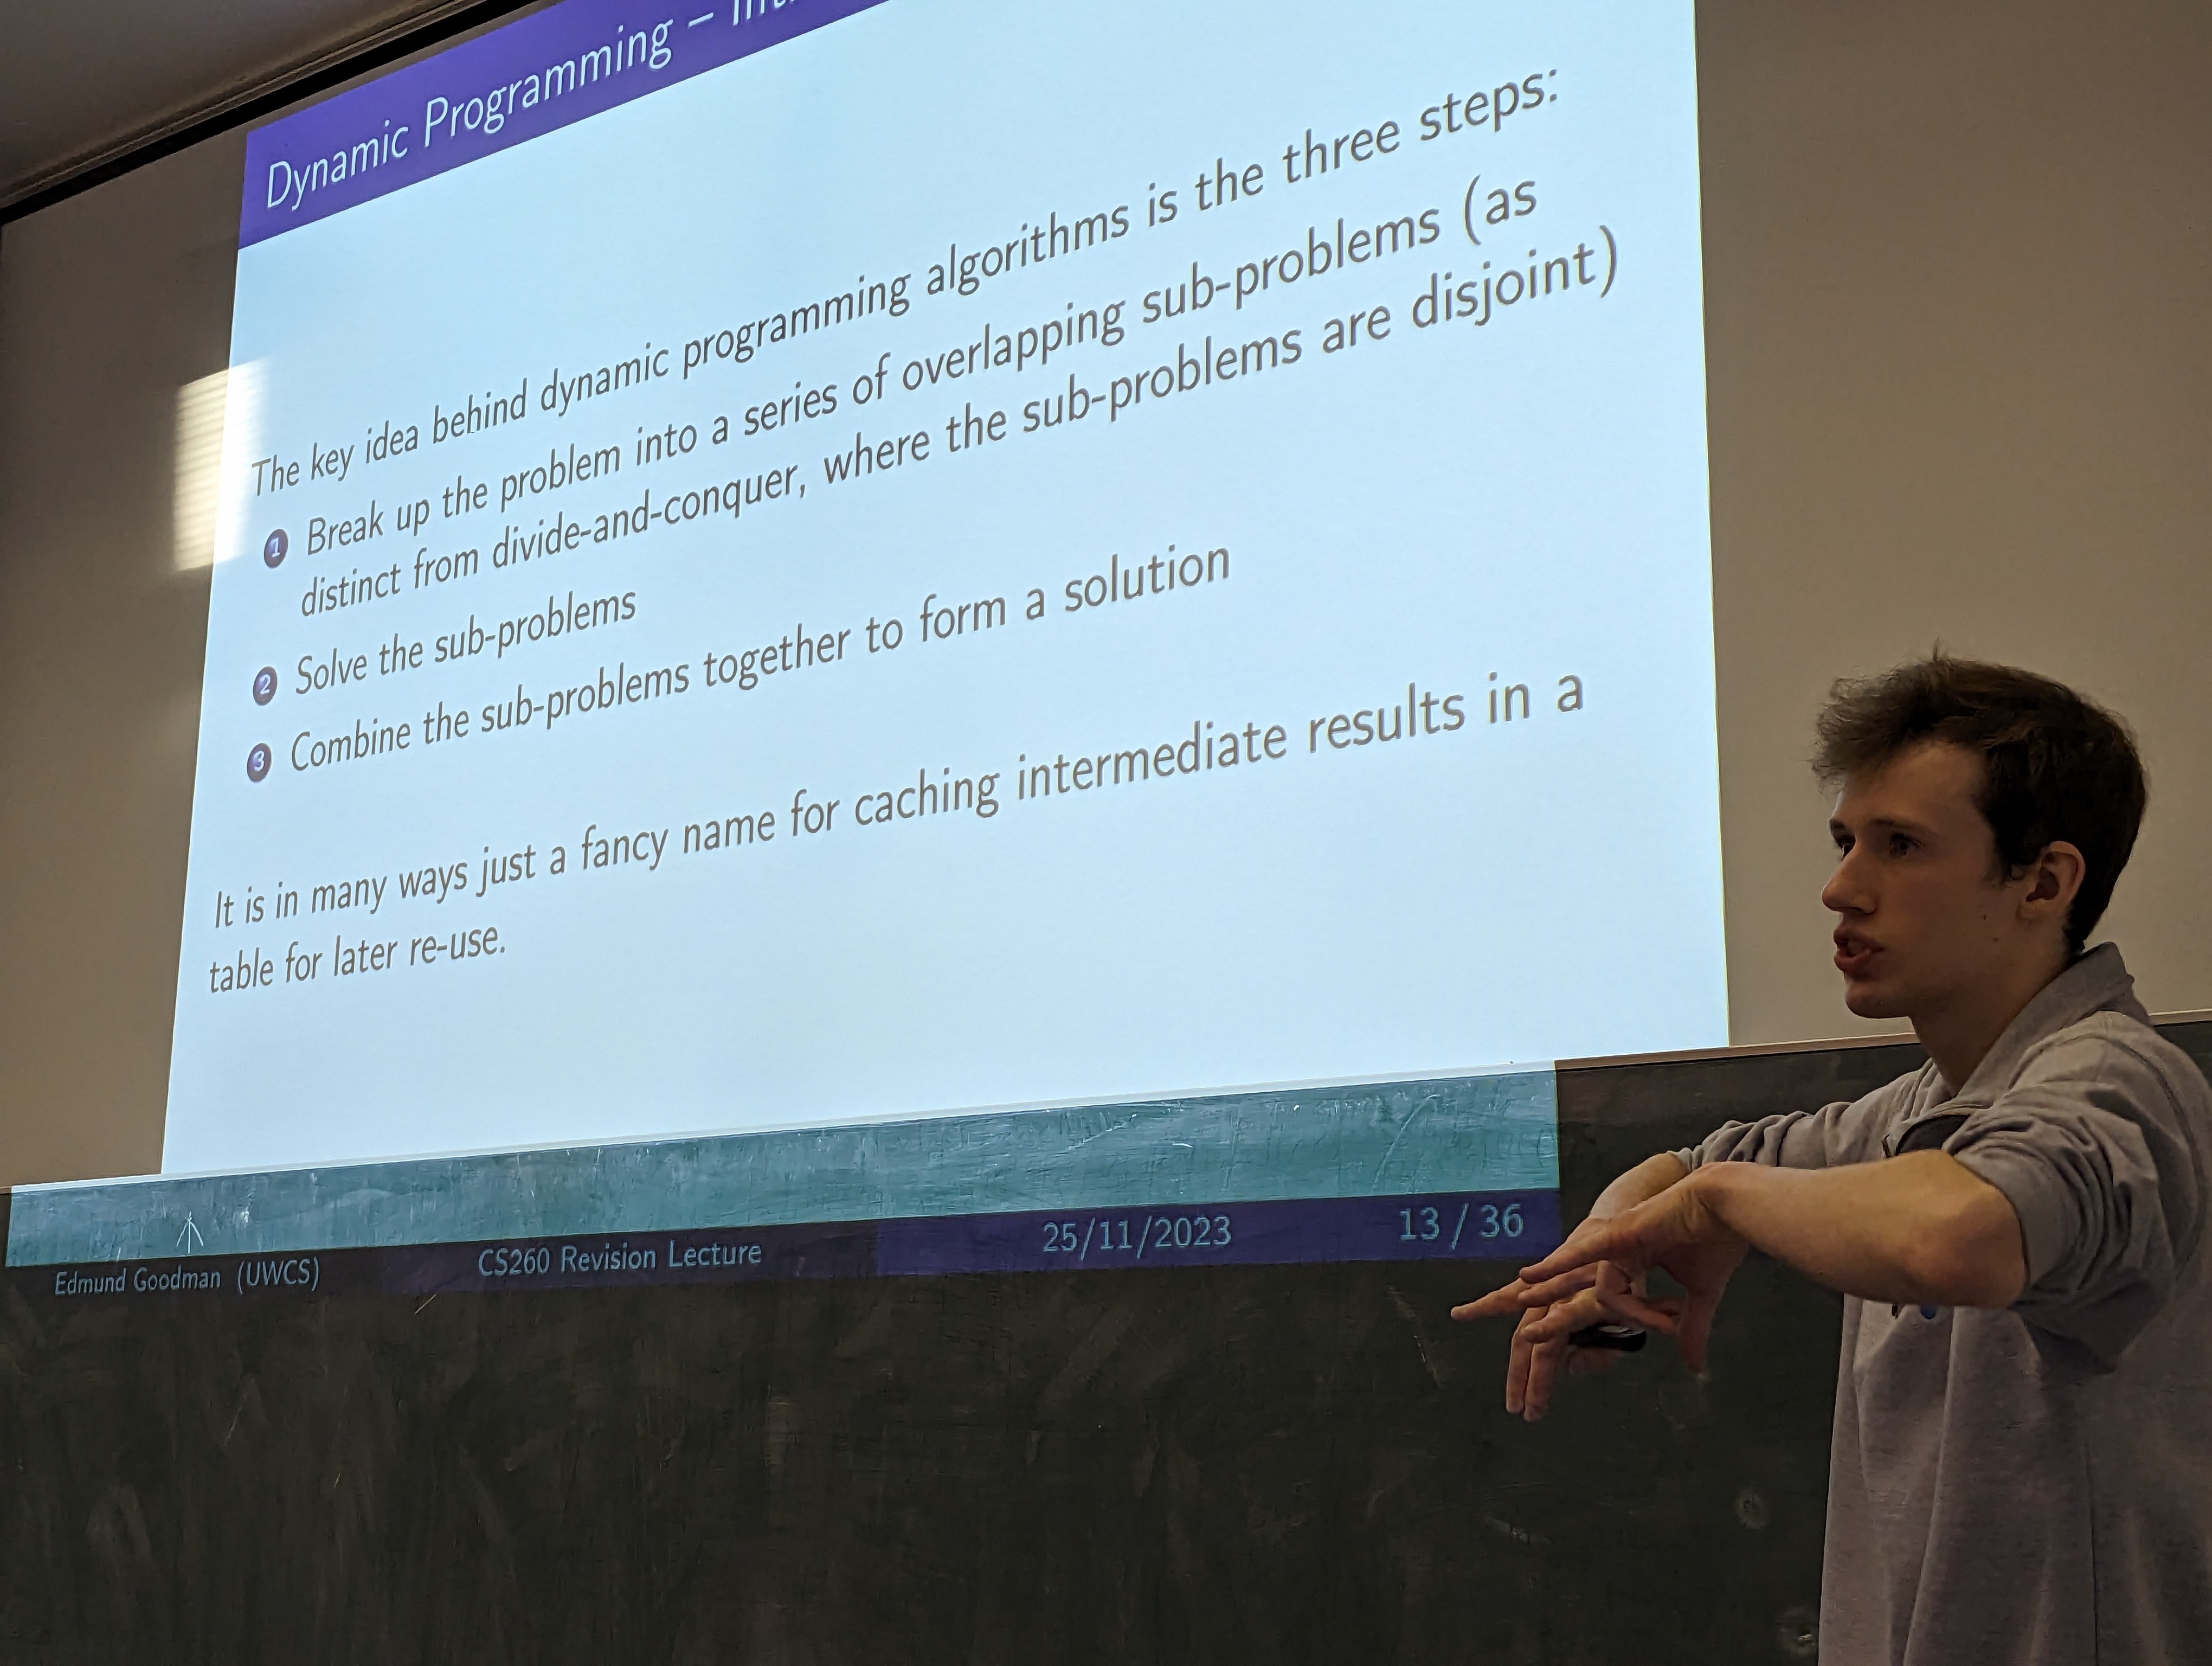 Dynamic Programming –
The key idea behind dynamic programming algorithms is the three steps:
1 Break up the problem into a series of overlapping sub-problems (as
distinct from divide-and-conquer, where the sub-problems are disjoint)
2 Solve the sub-problems
3 Combine the sub-problems together to form a solution
It is in many ways just a fancy name for caching intermediate results in a
table for later re-use.
Edmund Goodman (UWCS) CS260 Revision Lecture 25/11/2023 13 / 36